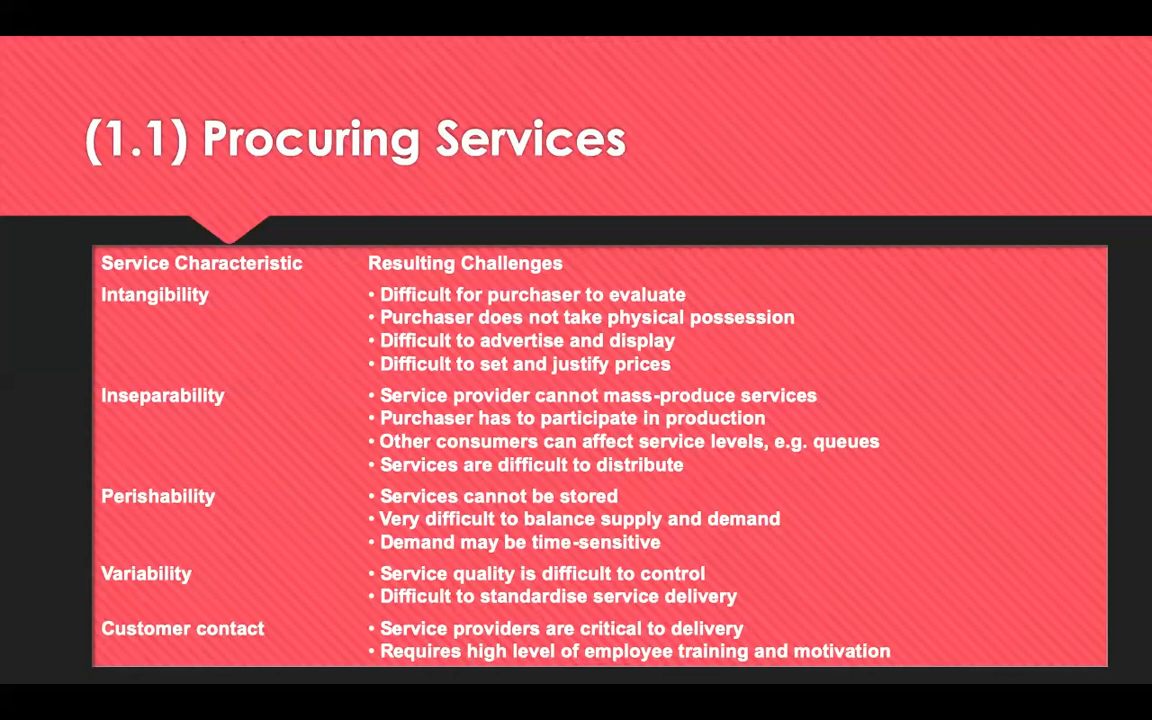 (1.1) Procuring Services
Service Characteristic Resulting Challenges
Intangibility • Difficult for purchaser to evaluate
• Purchaser does not take physical possession
• Difficult to advertise and display
• Difficult to set and justify prices
Inseparability • Service provider cannot mass-produce services
• Purchaser has to participate in production
• Other consumers can affect service levels, e.g. queues
• Services are difficult to distribute
Perishability • Services cannot be stored
• Very difficult to balance supply and demand
• Demand may be time-sensitive
Variability • Service quality is difficult to control
• Difficult to standardise service delivery
Customer contact • Service providers are critical to delivery
• Requires high level of employee training and motivation